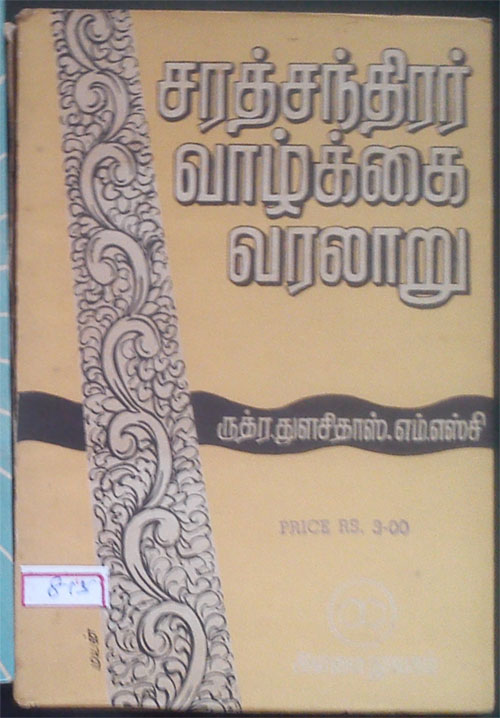 சரத்சந்திரர்
வாழ்க்கை
வரலாறு
ருத்ர.துளசிதாஸ்.எம்.எஸ்சி
PRICE RS. 3-00